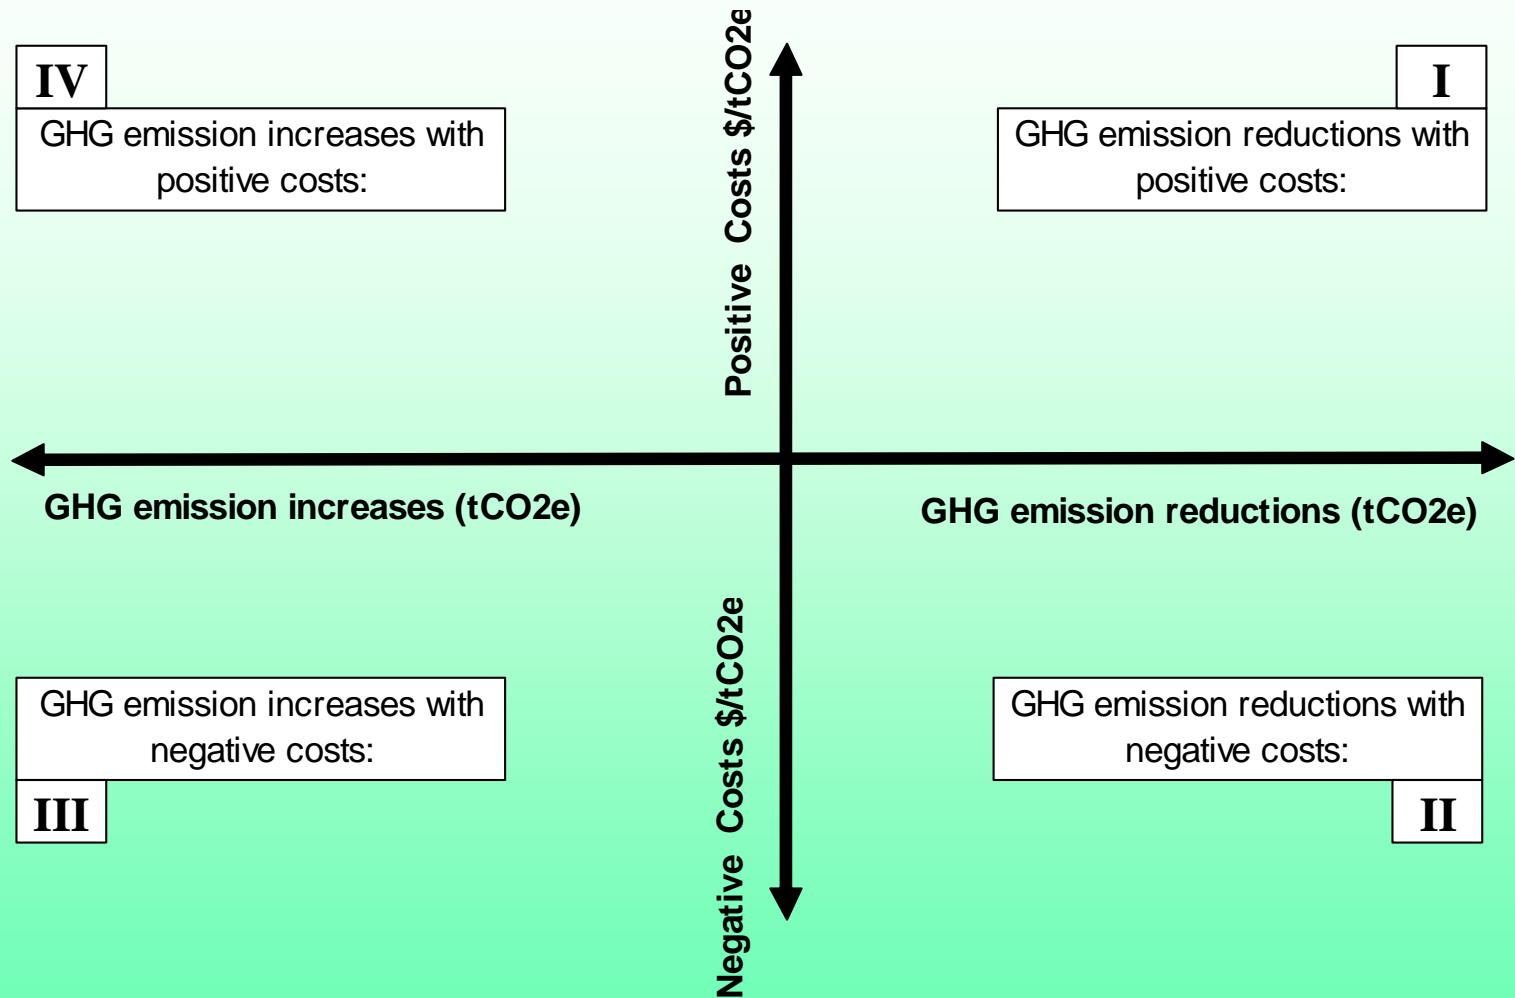 IV
GHG emission increases with
positive costs:
Positive Costs $/tCO2e
I
GHG emission reductions with
positive costs:
GHG emission increases (tCO2e)
GHG emission reductions (tCO2e)
GHG emission increases with
negative costs:
III
Negative Costs $/tCO2e
GHG emission reductions with
negative costs:
II